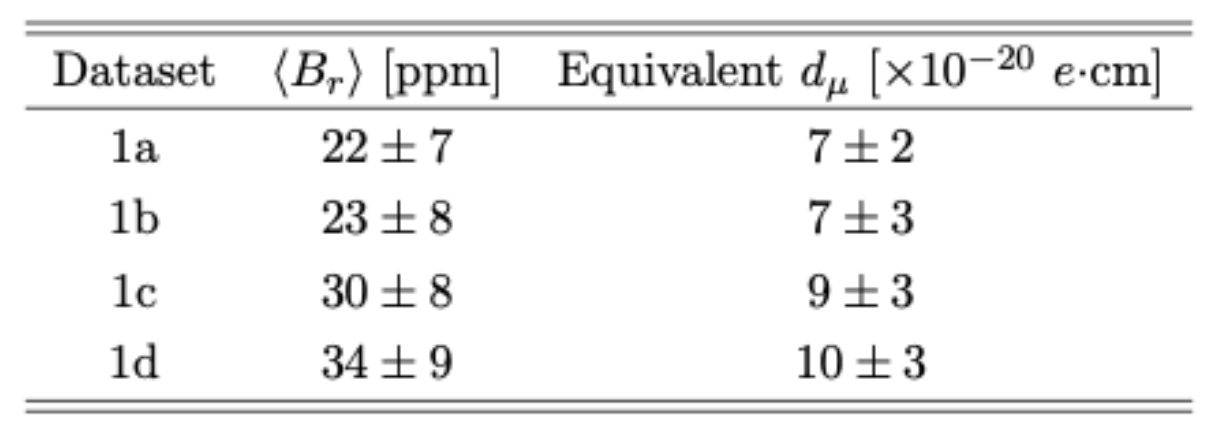 Dataset ⟨B_r⟩ [ppm] Equivalent d_μ [×10⁻²⁰ e·cm]
1a 22 ± 7 7 ± 2
1b 23 ± 8 7 ± 3
1c 30 ± 8 9 ± 3
1d 34 ± 9 10 ± 3